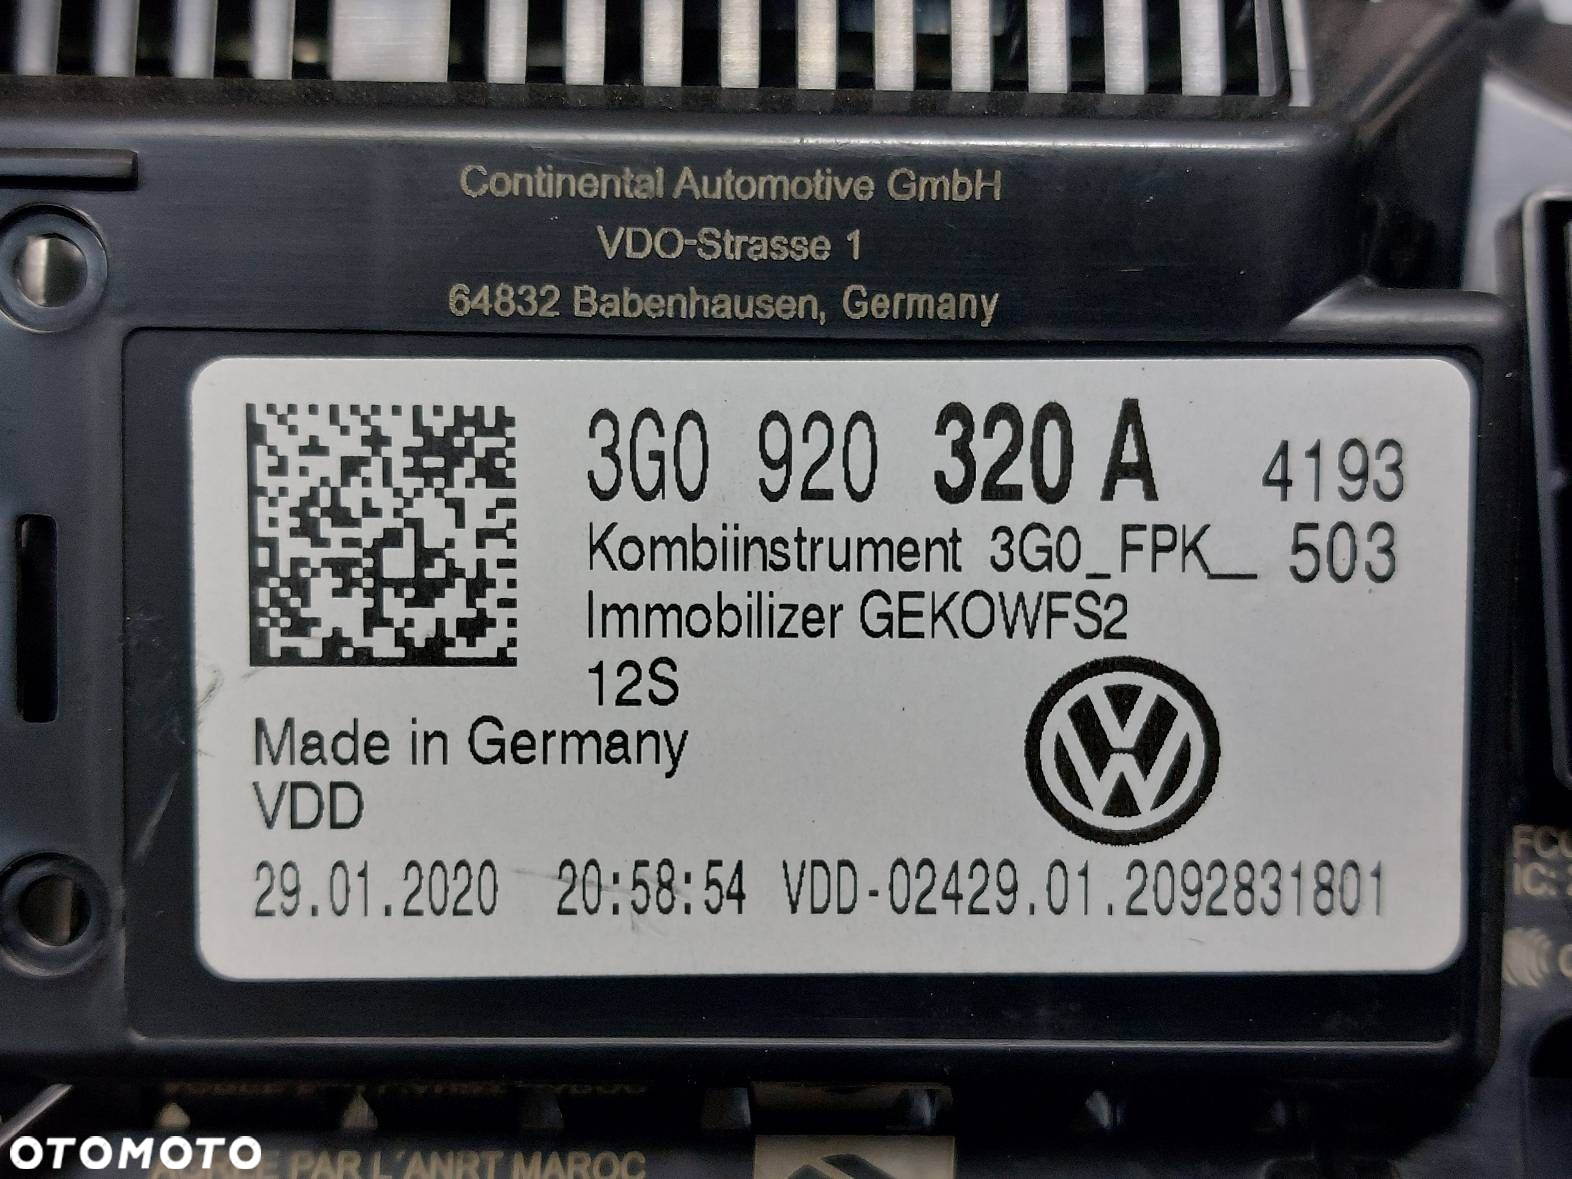 Continental Automotive GmbH
VDO-Strasse 1
64832 Babenhausen, Germany
3G0 920 320 A 4193
Kombiinstrument 3G0_FPK_ 503
Immobilizer GEKOWFS2
12S
Made in Germany
VDD
29.01.2020 20:58:54 VDD-02429.01.2092831801
IC:
PAR L'ANRT MAROC
OTOMOTO